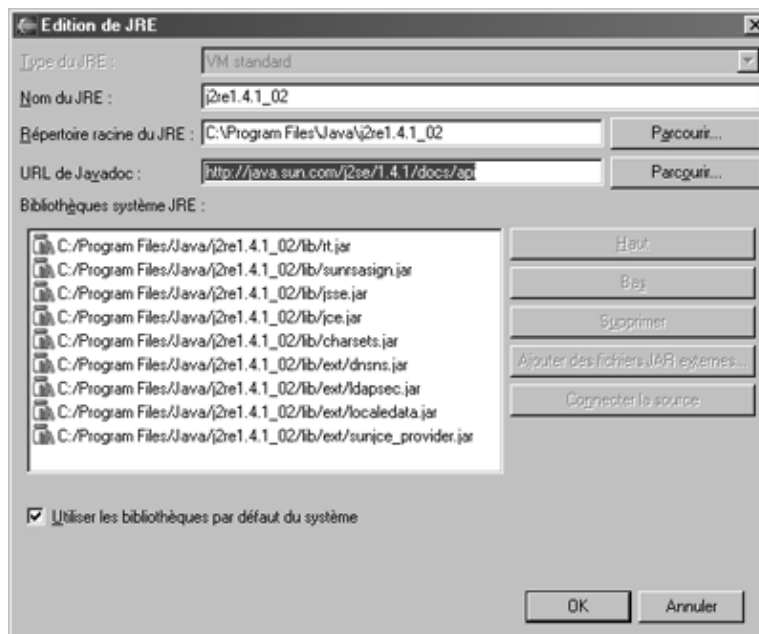 Edition de JRE
Type du JRE :
VM standard
Nom du JRE :
j2re1.4.1_02
Répertoire racine du JRE :
C:\Program Files\Java\j2re1.4.1_02
Parcourir...
URL de Javadoc :
http://java.sun.com/j2se/1.4.1/docs/api
Parcourir...
Bibliothèques système JRE :
C:/Program Files/Java/j2re1.4.1_02/lib/rt.jar
C:/Program Files/Java/j2re1.4.1_02/lib/sunrsasign.jar
C:/Program Files/Java/j2re1.4.1_02/lib/jsse.jar
C:/Program Files/Java/j2re1.4.1_02/lib/jce.jar
C:/Program Files/Java/j2re1.4.1_02/lib/charsets.jar
C:/Program Files/Java/j2re1.4.1_02/lib/ext/dnsns.jar
C:/Program Files/Java/j2re1.4.1_02/lib/ext/ldapsec.jar
C:/Program Files/Java/j2re1.4.1_02/lib/ext/localedata.jar
C:/Program Files/Java/j2re1.4.1_02/lib/ext/sunjce_provider.jar
Haut
Bas
Supprimer
Ajouter des fichiers JAR externes...
Connecter la source
Utiliser les bibliothèques par défaut du système
OK
Annuler